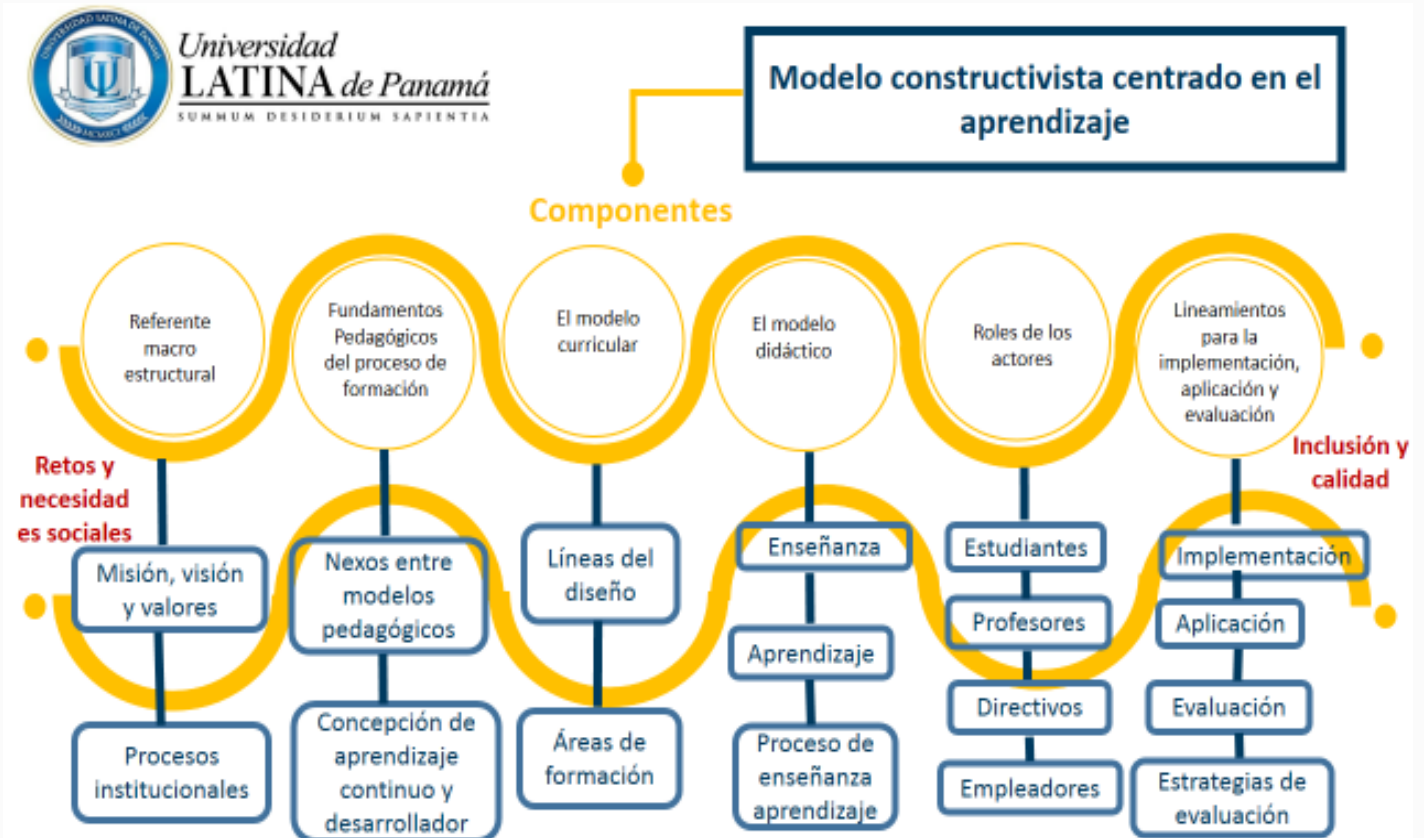 Universidad
LATINA de Panamá
SUMMUM DESIDERIUM SAPIENTIA
Modelo constructivista centrado en el
aprendizaje
Componentes
Referente
macro
estructural
Fundamentos
Pedagógicos
del proceso de
formación
El modelo
curricular
El modelo
didáctico
Roles de los
actores
Lineamientos
para la
implementación,
aplicación y
evaluación
Retos y
necesidad
es sociales
Inclusión y
calidad
Misión, visión
y valores
Procesos
institucionales
Nexos entre
modelos
pedagógicos
Concepción de
aprendizaje
continuo y
desarrollador
Líneas del
diseño
Áreas de
formación
Enseñanza
Aprendizaje
Proceso de
enseñanza
aprendizaje
Estudiantes
Profesores
Directivos
Empleadores
Implementación
Aplicación
Evaluación
Estrategias de
evaluación